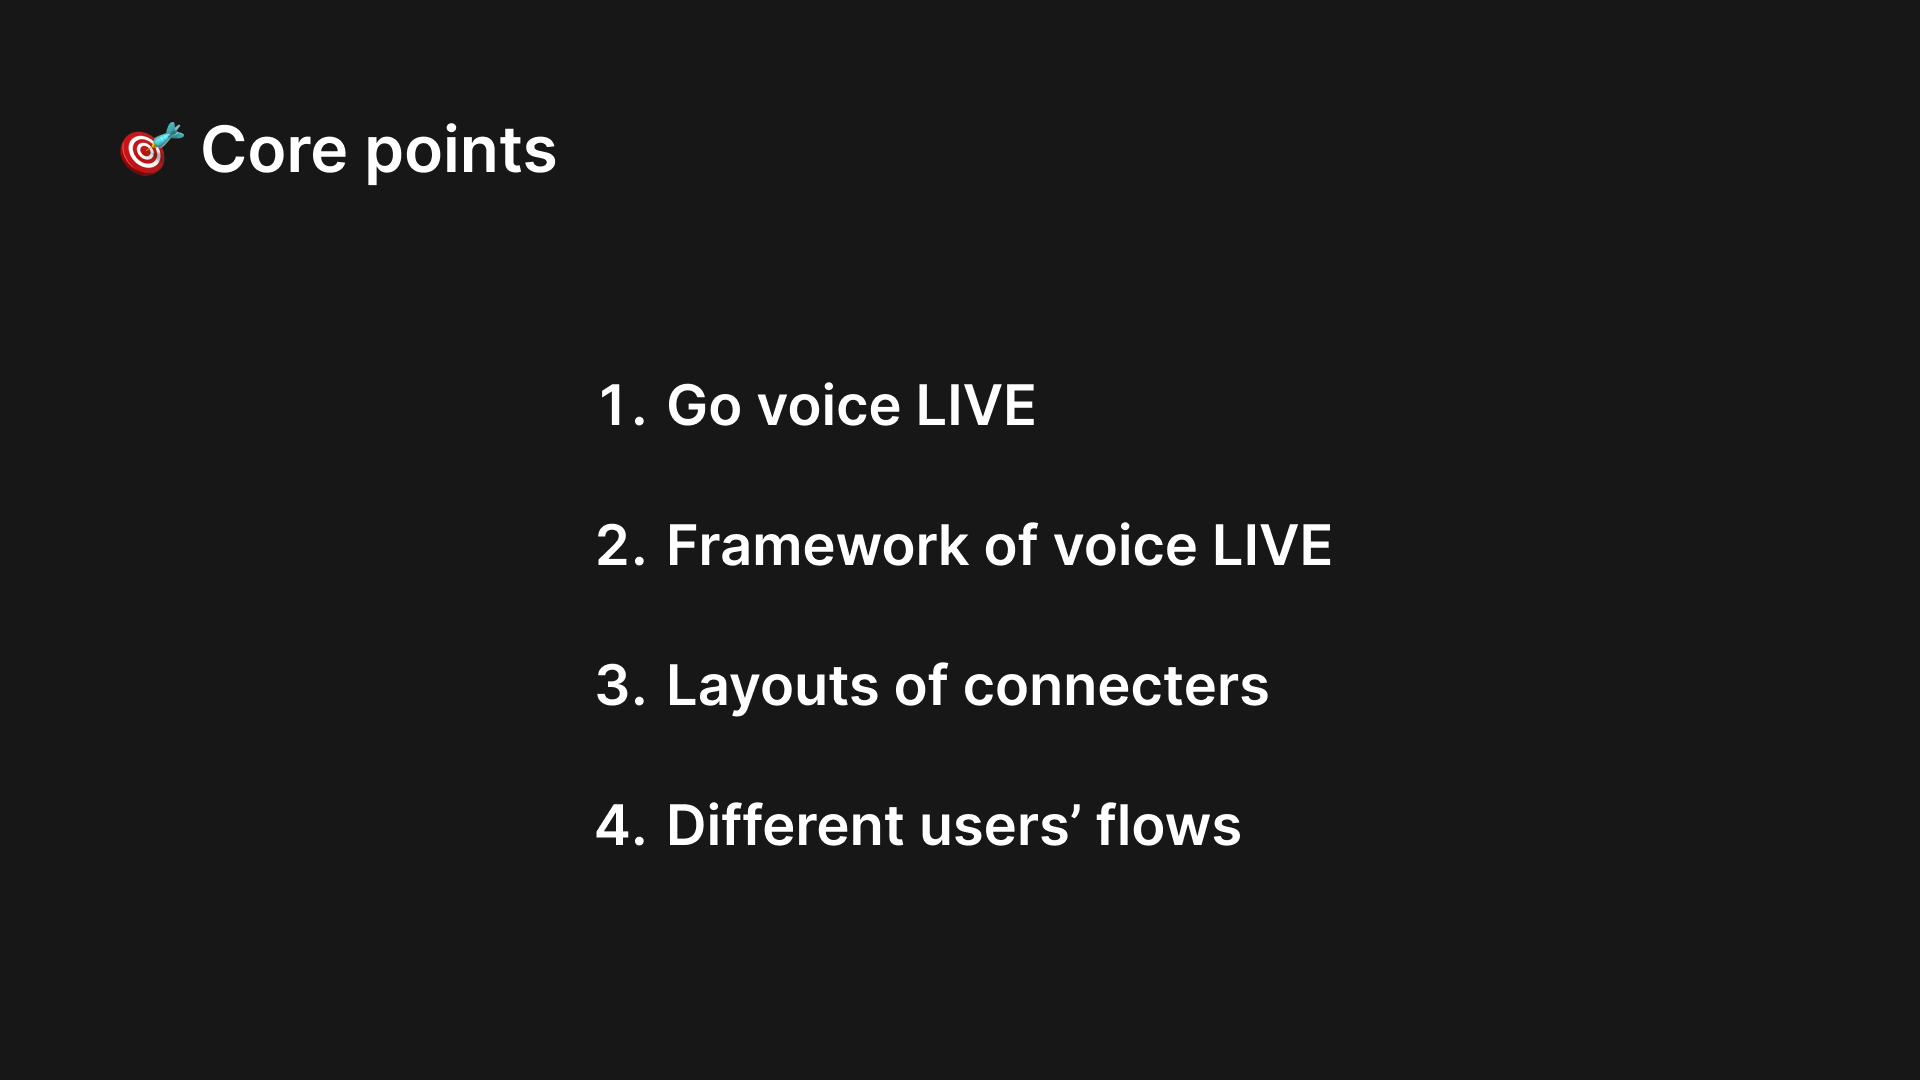 🎯 Core points
1. Go voice LIVE
2. Framework of voice LIVE
3. Layouts of connecters
4. Different users’ flows